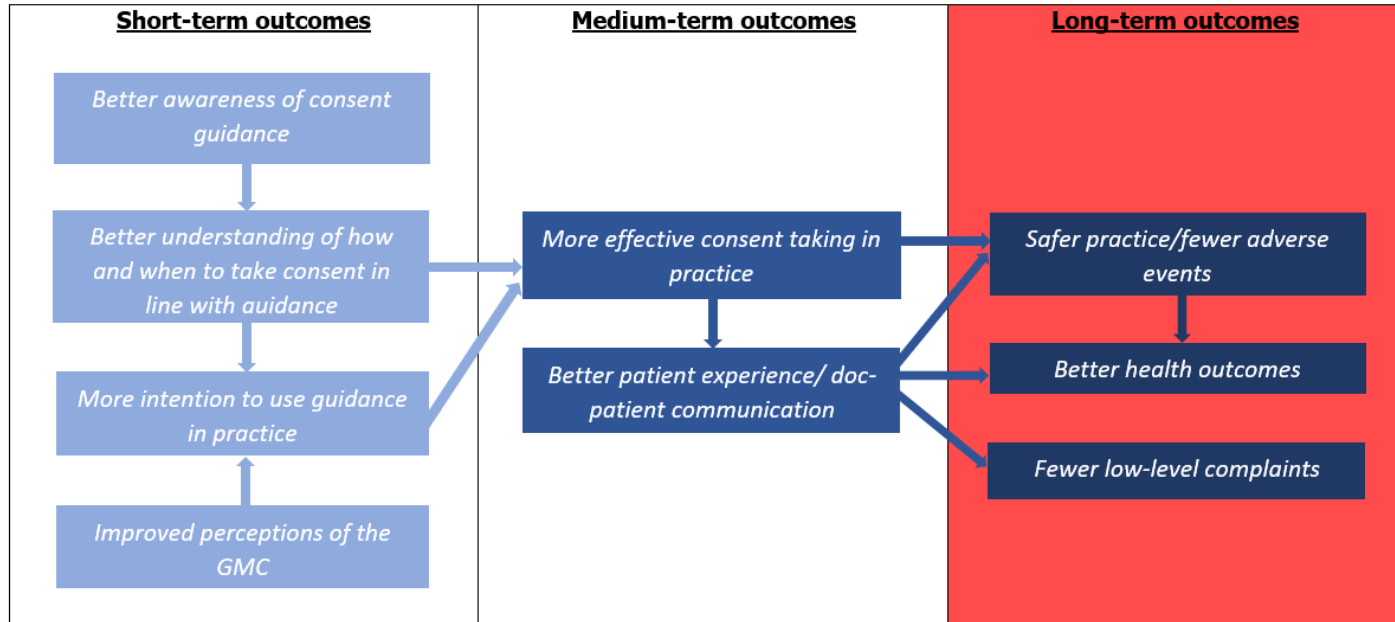 Short-term outcomes
Medium-term outcomes
Long-term outcomes
Better awareness of consent
guidance
Better understanding of how
and when to take consent in
line with auidance
More intention to use guidance
in practice
Improved perceptions of the
GMC
More effective consent taking in
practice
Better patient experience/ doc-
patient communication
Safer practice/fewer adverse
events
Better health outcomes
Fewer low-level complaints